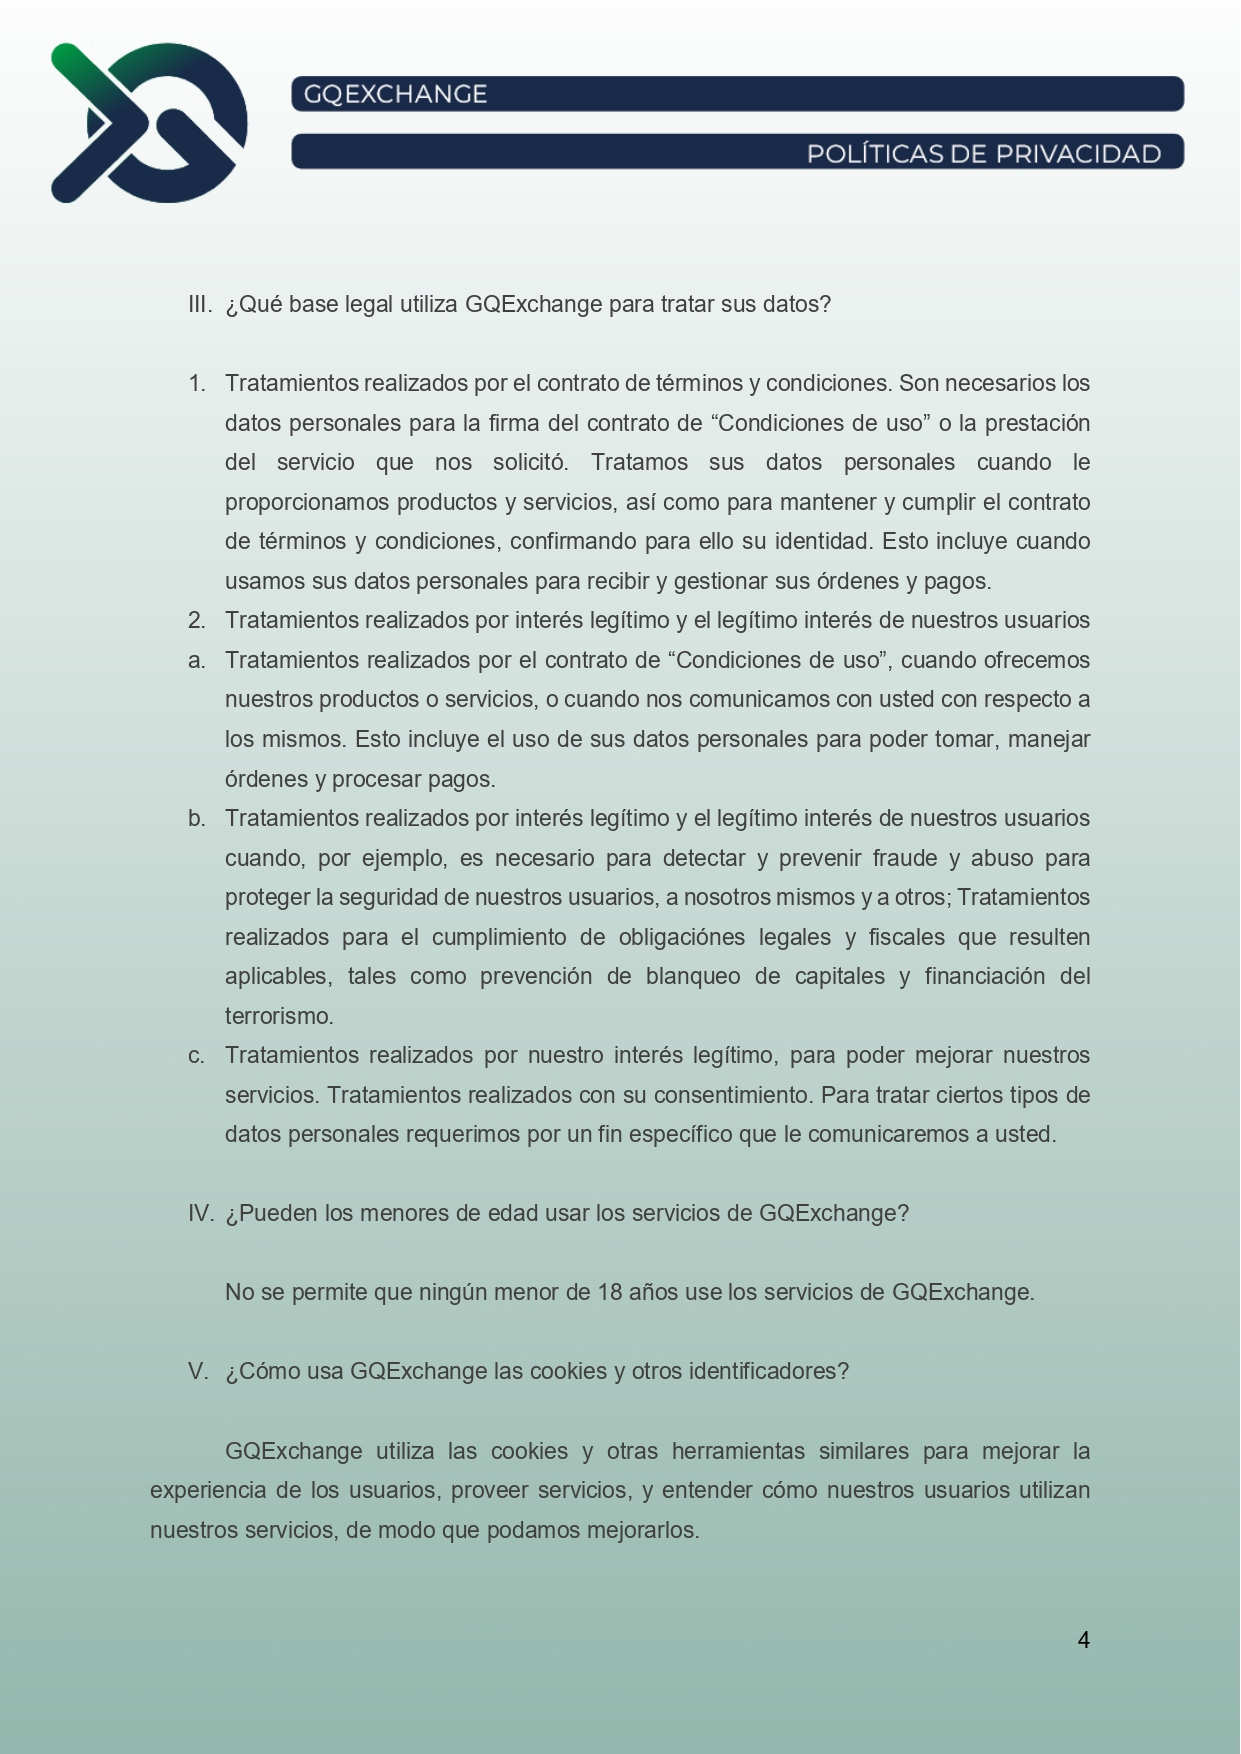 GQEXCHANGE
POLÍTICAS DE PRIVACIDAD
III. ¿Qué base legal utiliza GQExchange para tratar sus datos?
1. Tratamientos realizados por el contrato de términos y condiciones. Son necesarios los
datos personales para la firma del contrato de “Condiciones de uso” o la prestación
del servicio que nos solicitó. Tratamos sus datos personales cuando le
proporcionamos productos y servicios, así como para mantener y cumplir el contrato
de términos y condiciones, confirmando para ello su identidad. Esto incluye cuando
usamos sus datos personales para recibir y gestionar sus órdenes y pagos.
2. Tratamientos realizados por interés legítimo y el legítimo interés de nuestros usuarios
a. Tratamientos realizados por el contrato de “Condiciones de uso”, cuando ofrecemos
nuestros productos o servicios, o cuando nos comunicamos con usted con respecto a
los mismos. Esto incluye el uso de sus datos personales para poder tomar, manejar
órdenes y procesar pagos.
b. Tratamientos realizados por interés legítimo y el legítimo interés de nuestros usuarios
cuando, por ejemplo, es necesario para detectar y prevenir fraude y abuso para
proteger la seguridad de nuestros usuarios, a nosotros mismos y a otros; Tratamientos
realizados para el cumplimiento de obligaciónes legales y fiscales que resulten
aplicables, tales como prevención de blanqueo de capitales y financiación del
terrorismo.
c. Tratamientos realizados por nuestro interés legítimo, para poder mejorar nuestros
servicios. Tratamientos realizados con su consentimiento. Para tratar ciertos tipos de
datos personales requerimos por un fin específico que le comunicaremos a usted.
IV. ¿Pueden los menores de edad usar los servicios de GQExchange?
No se permite que ningún menor de 18 años use los servicios de GQExchange.
V. ¿Cómo usa GQExchange las cookies y otros identificadores?
GQExchange utiliza las cookies y otras herramientas similares para mejorar la
experiencia de los usuarios, proveer servicios, y entender cómo nuestros usuarios utilizan
nuestros servicios, de modo que podamos mejorarlos.
4